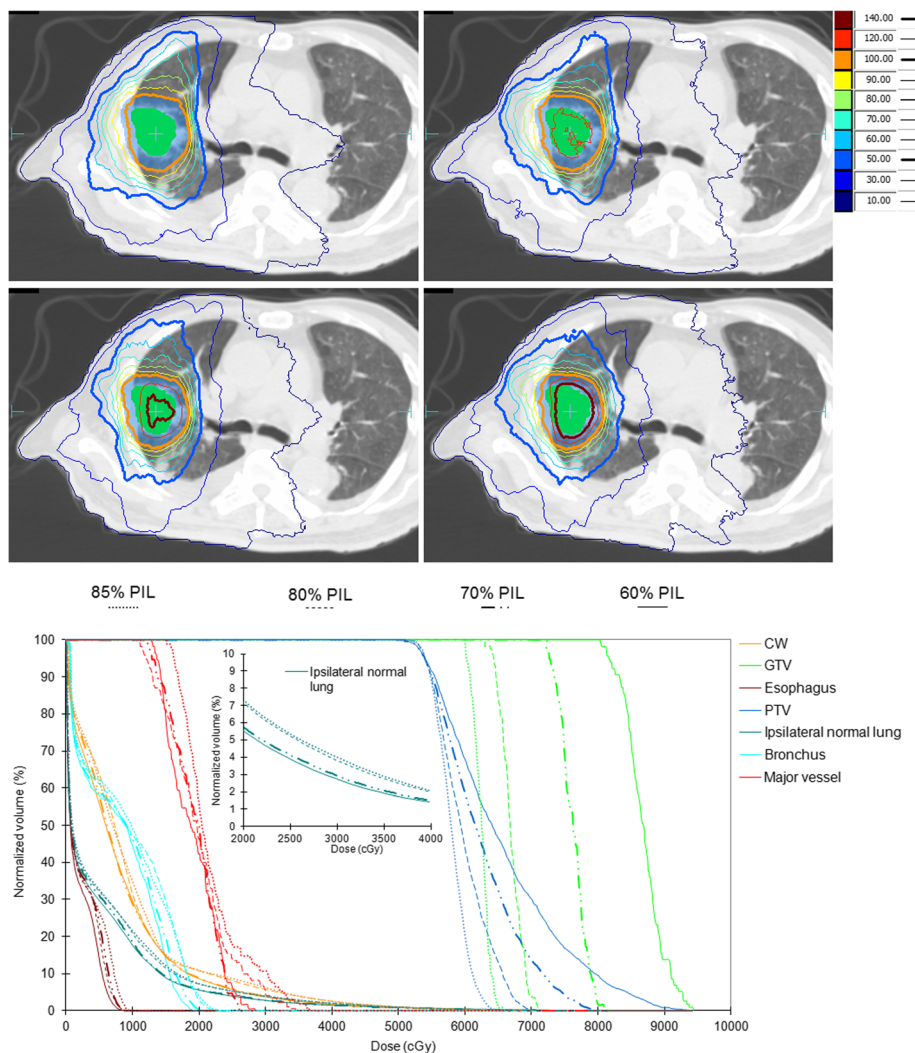 140.00
120.00
100.00
90.00
80.00
70.00
60.00
50.00
30.00
10.00
85% PIL 80% PIL 70% PIL 60% PIL
100
90
80
70
60
50
40
30
20
10
0
Normalized volume (%)
0 1000 2000 3000 4000 5000 6000 7000 8000 9000 10000
Dose (cGy)
10
9
8
7
6
5
4
3
2
1
0
Normalized volume (%)
Ipsilateral normal
lung
2000 2500 3000 3500 4000
Dose (cGy)
CW
GTV
Esophagus
PTV
Ipsilateral normal lung
Bronchus
Major vessel